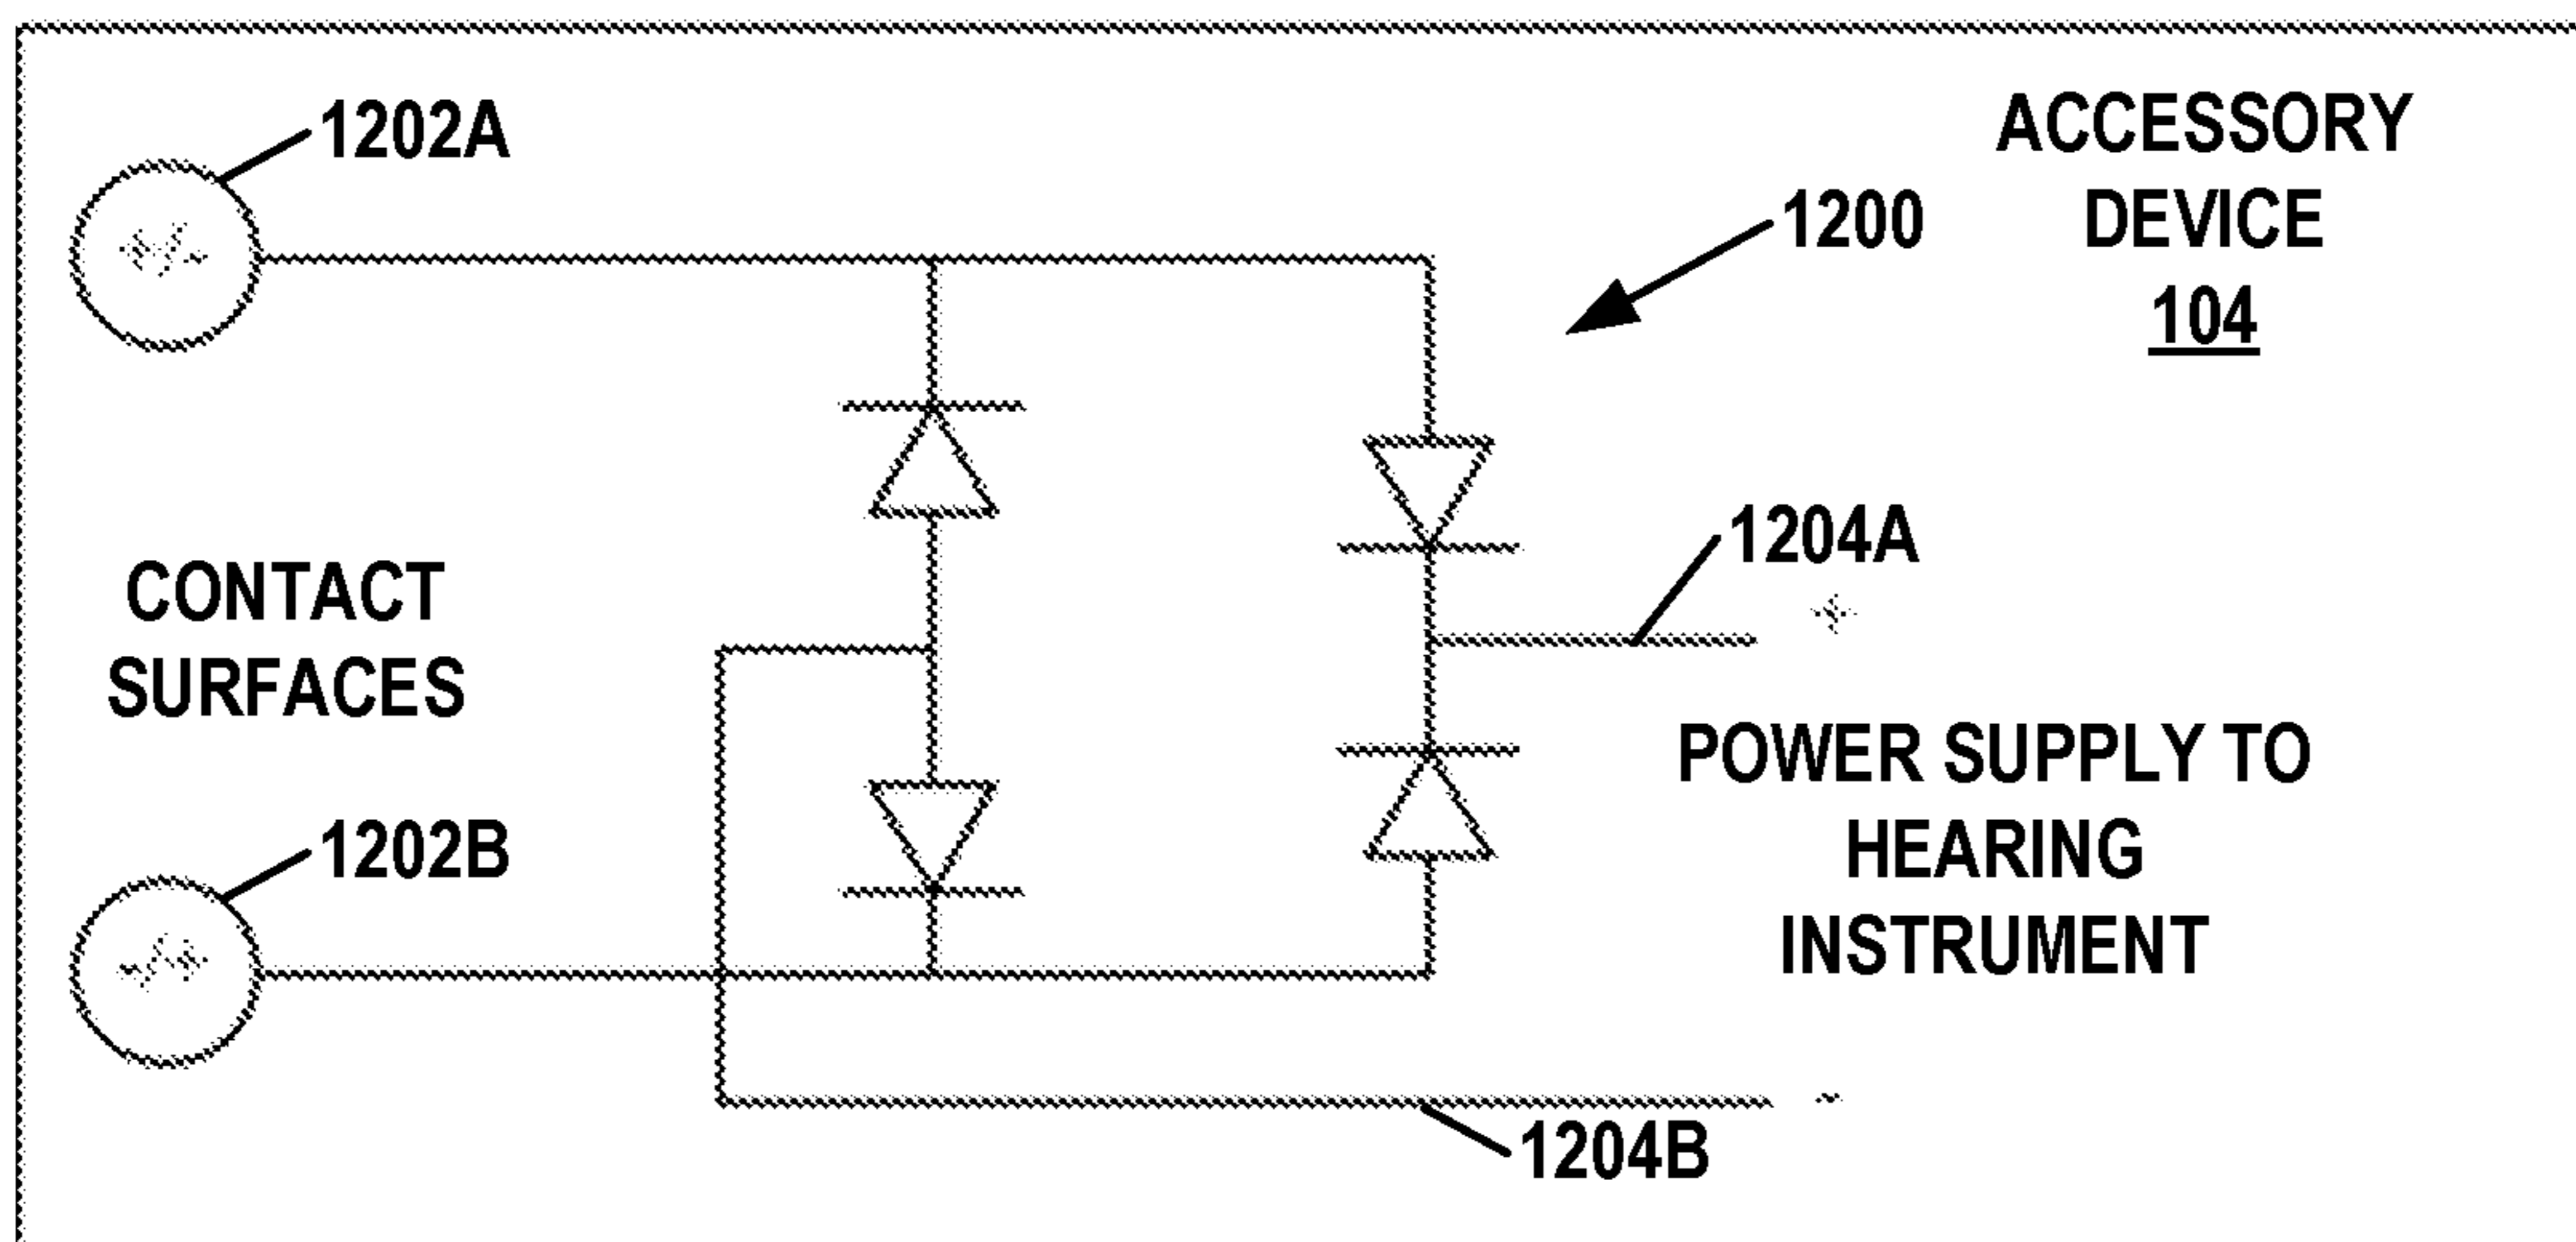 1202A
ACCESSORY
DEVICE
104
1200
+/-
CONTACT
SURFACES
1204A
+
POWER SUPPLY TO
HEARING
INSTRUMENT
1202B
-/+
-
1204B